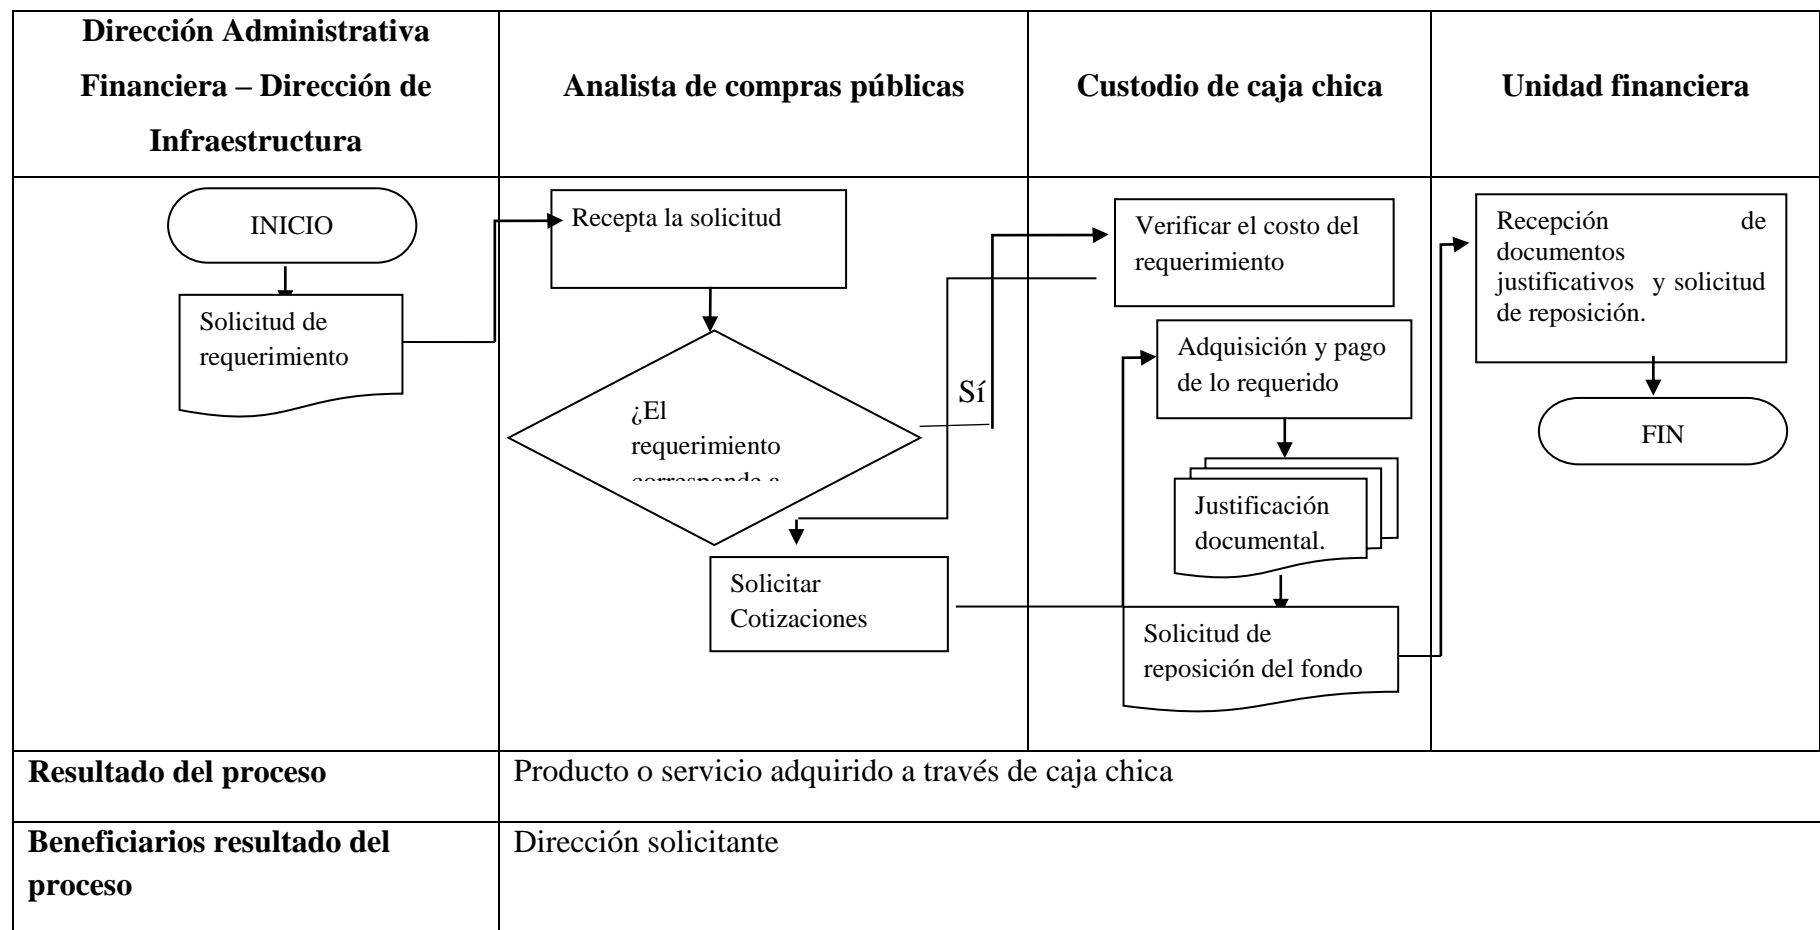 Dirección Administrativa
Financiera – Dirección de
Infraestructura
Analista de compras públicas
Custodio de caja chica
Unidad financiera
INICIO
Solicitud de
requerimiento
Recepta la solicitud
¿El
requerimiento
corresponde a
Sí
Solicitar
Cotizaciones
Verificar el costo del
requerimiento
Adquisición y pago
de lo requerido
Justificación
documental.
Solicitud de
reposición del fondo
Recepción de
documentos
justificativos y solicitud
de reposición.
FIN
Resultado del proceso
Producto o servicio adquirido a través de caja chica
Beneficiarios resultado del
proceso
Dirección solicitante